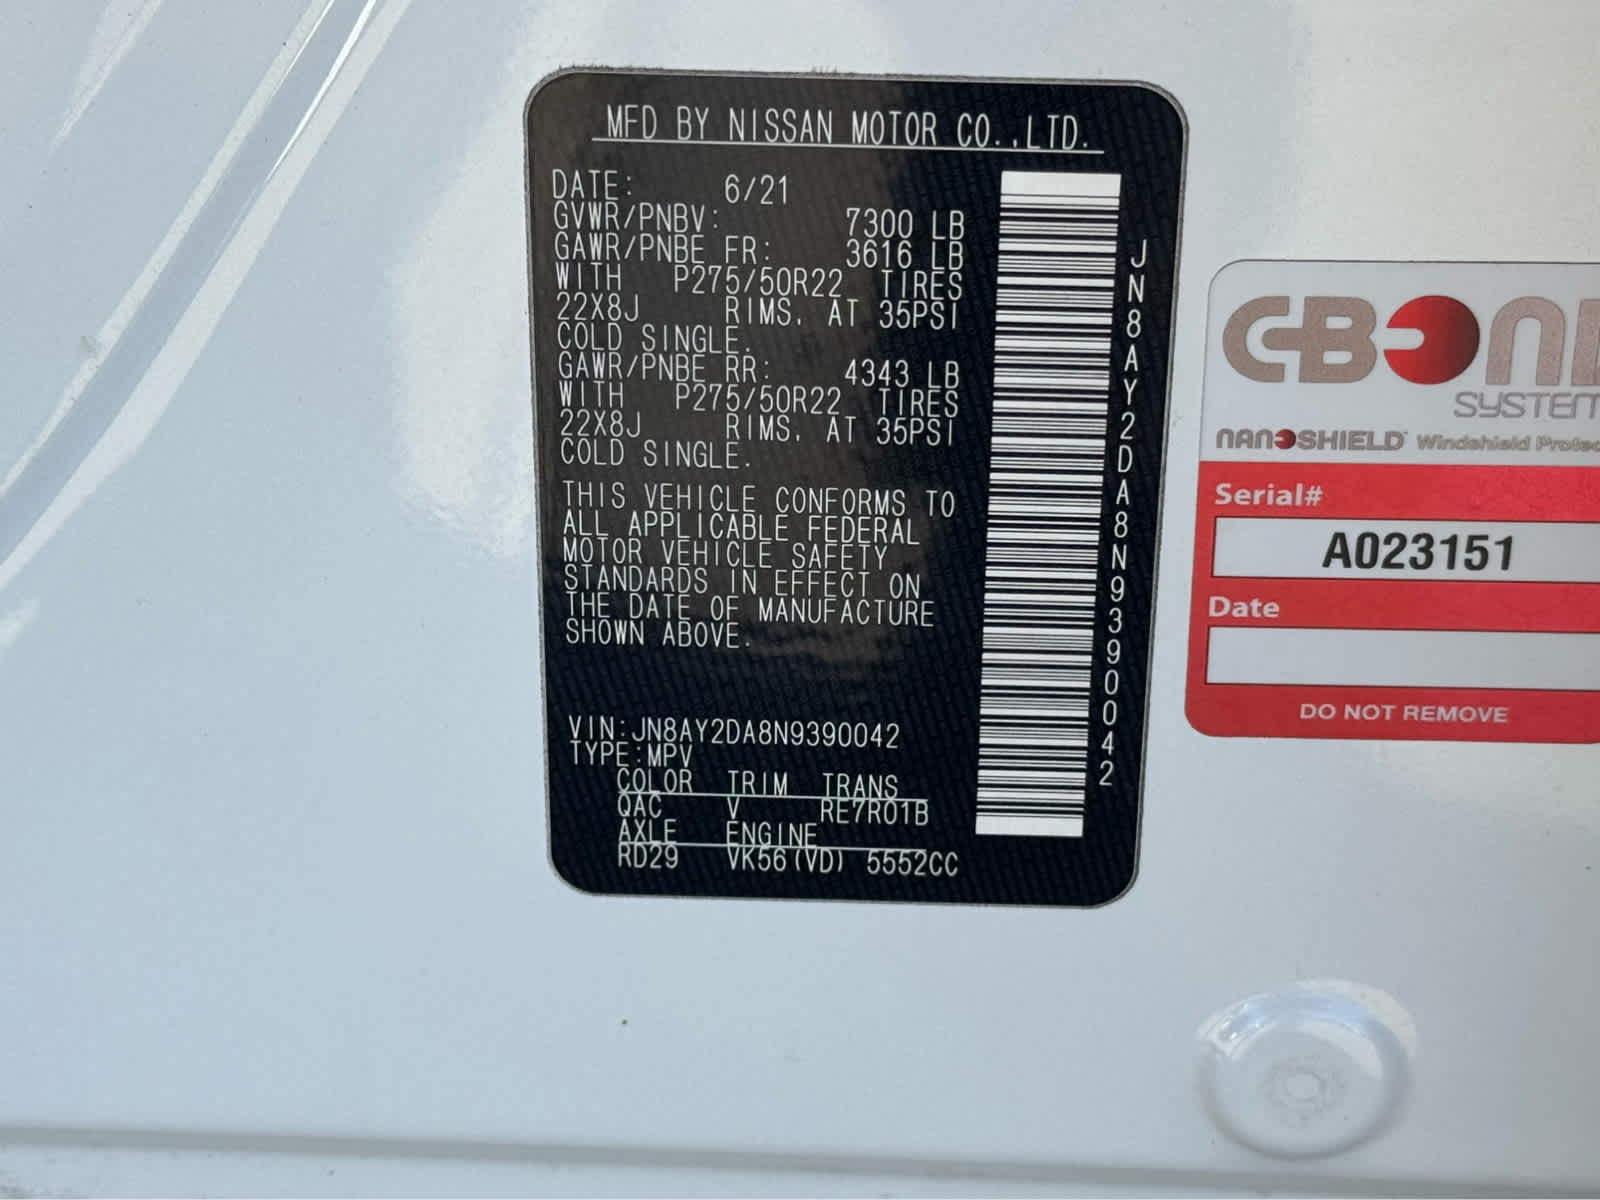 MFD BY NISSAN MOTOR CO.,LTD.
DATE: 6/21
GVWR/PNBV: 7300 LB
GAWR/PNBE FR: 3616 LB
WITH P275/50R22 TIRES
22X8J RIMS. AT 35PSI
COLD SINGLE.
GAWR/PNBE RR: 4343 LB
WITH P275/50R22 TIRES
22X8J RIMS. AT 35PSI
COLD SINGLE.
THIS VEHICLE CONFORMS TO
ALL APPLICABLE FEDERAL
MOTOR VEHICLE SAFETY
STANDARDS IN EFFECT ON
THE DATE OF MANUFACTURE
SHOWN ABOVE.
VIN:JN8AY2DA8N9390042
TYPE:MPV
COLOR TRIM TRANS
QAC V RE7R01B
AXLE ENGINE
RD29 VK56(VD) 5552CC
JN8AY2DA8N9390042
NANOSHIELD Windshield
Serial#
A023151
Date
DO NOT REMOVE